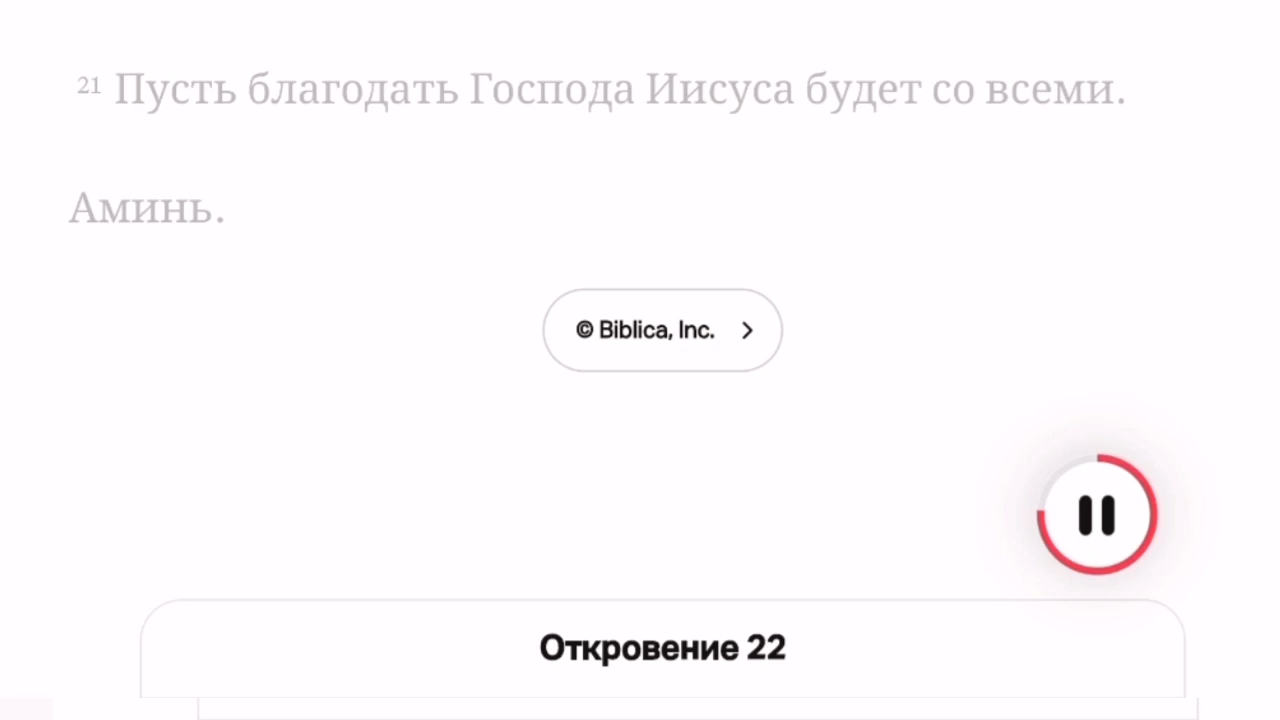 21 Пусть благодать Господа Иисуса будет со всеми.
Аминь.
© Biblica, Inc.
Откровение 22